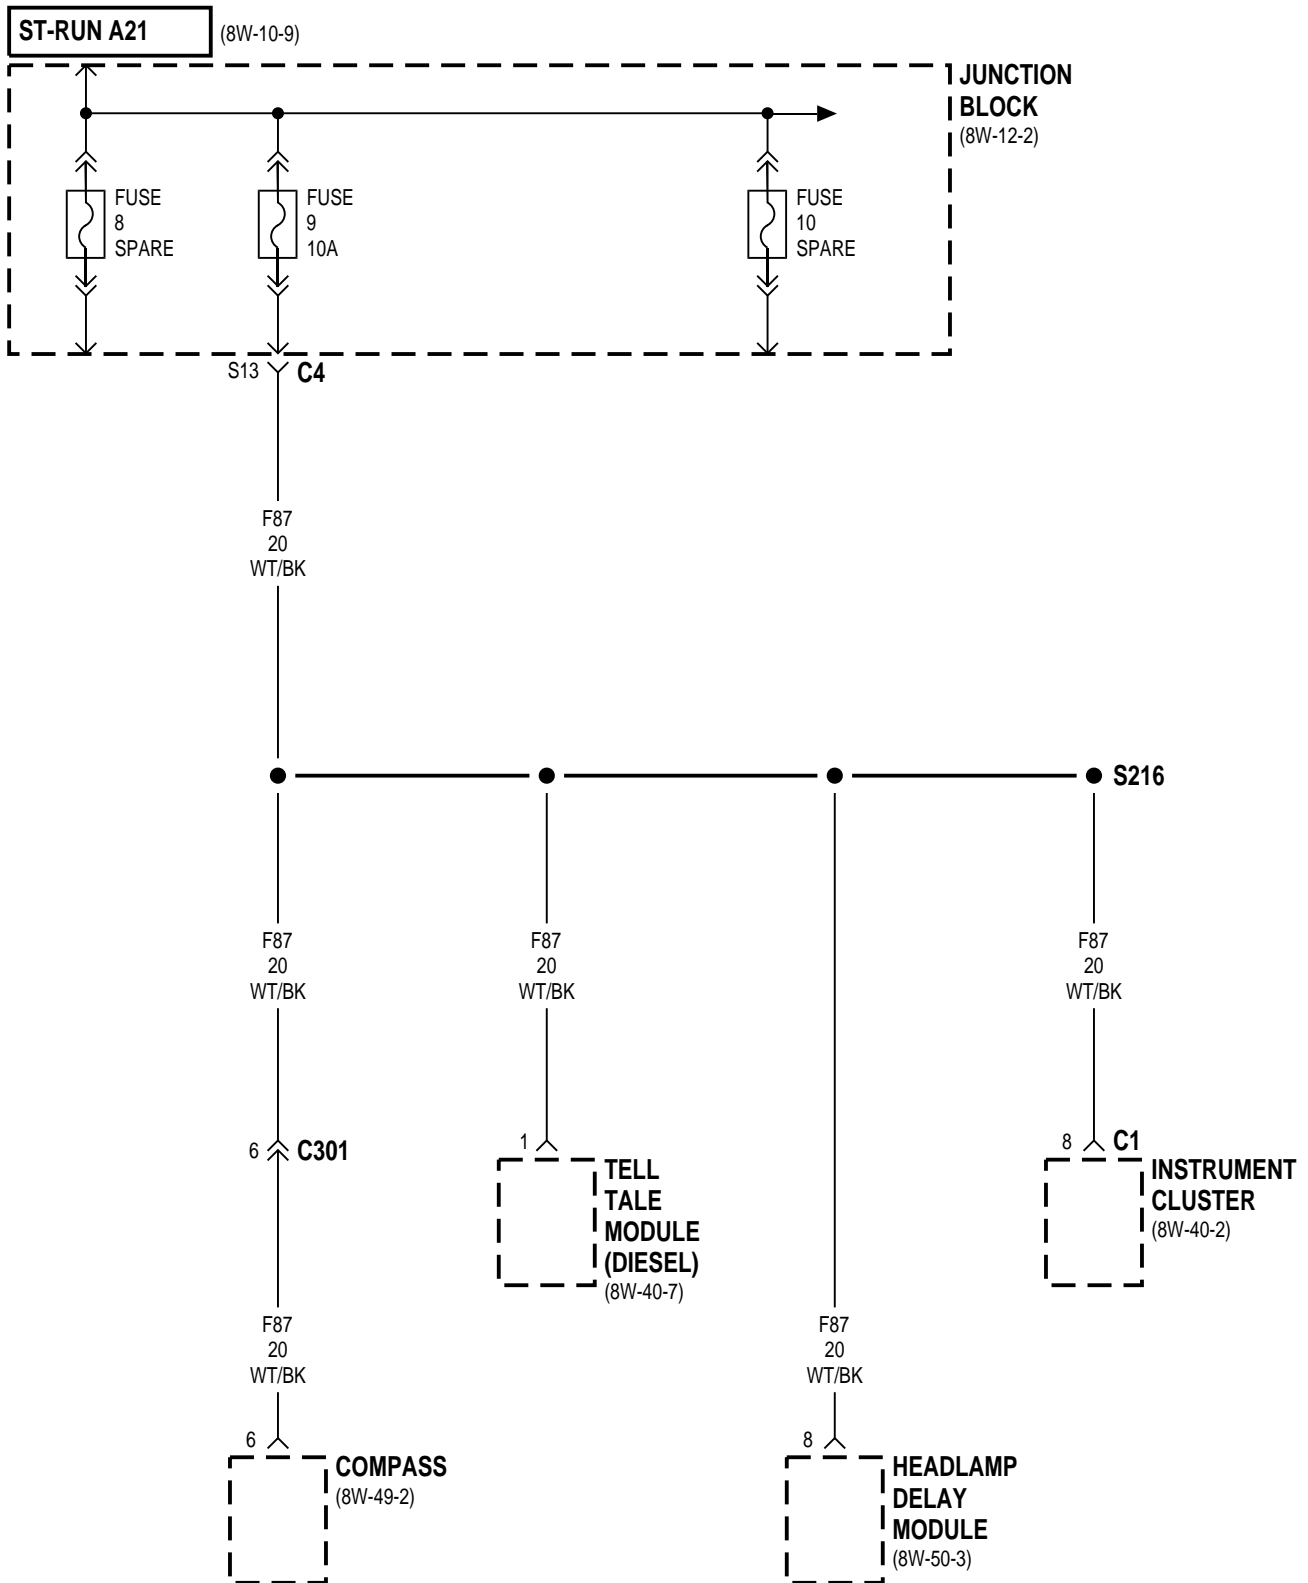 ST-RUN A21 (8W-10-9)
JUNCTION
BLOCK
(8W-12-2)
FUSE
8
SPARE
FUSE
9
10A
FUSE
10
SPARE
S13 C4
F87
20
WT/BK
S216
F87
20
WT/BK
F87
20
WT/BK
F87
20
WT/BK
6 C301
1
TELL
TALE
MODULE
(DIESEL)
(8W-40-7)
8 C1
INSTRUMENT
CLUSTER
(8W-40-2)
F87
20
WT/BK
F87
20
WT/BK
6
COMPASS
(8W-49-2)
8
HEADLAMP
DELAY
MODULE
(8W-50-3)